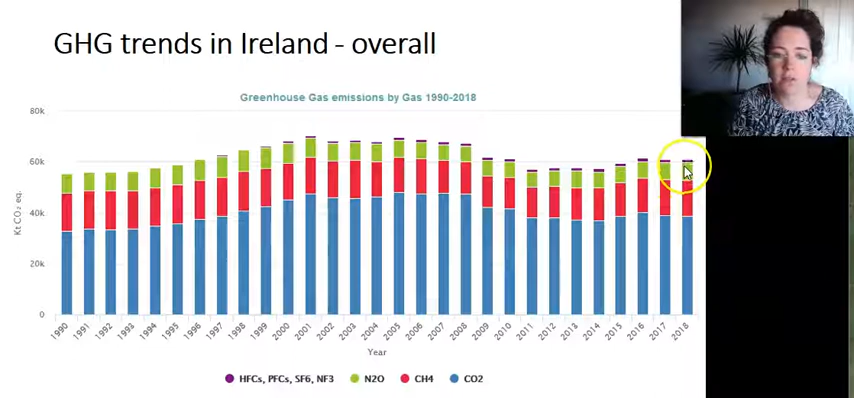 GHG trends in Ireland - overall
Greenhouse Gas emissions by Gas 1990-2018
80k
60k
40k
20k
0
Kt CO₂ eq.
1990 1991 1992 1993 1994 1995 1996 1997 1998 1999 2000 2001 2002 2003 2004 2005 2006 2007 2008 2009 2010 2011 2012 2013 2014 2015 2016 2017 2018
Year
HFCs, PFCs, SF6, NF3 N2O CH4 CO2